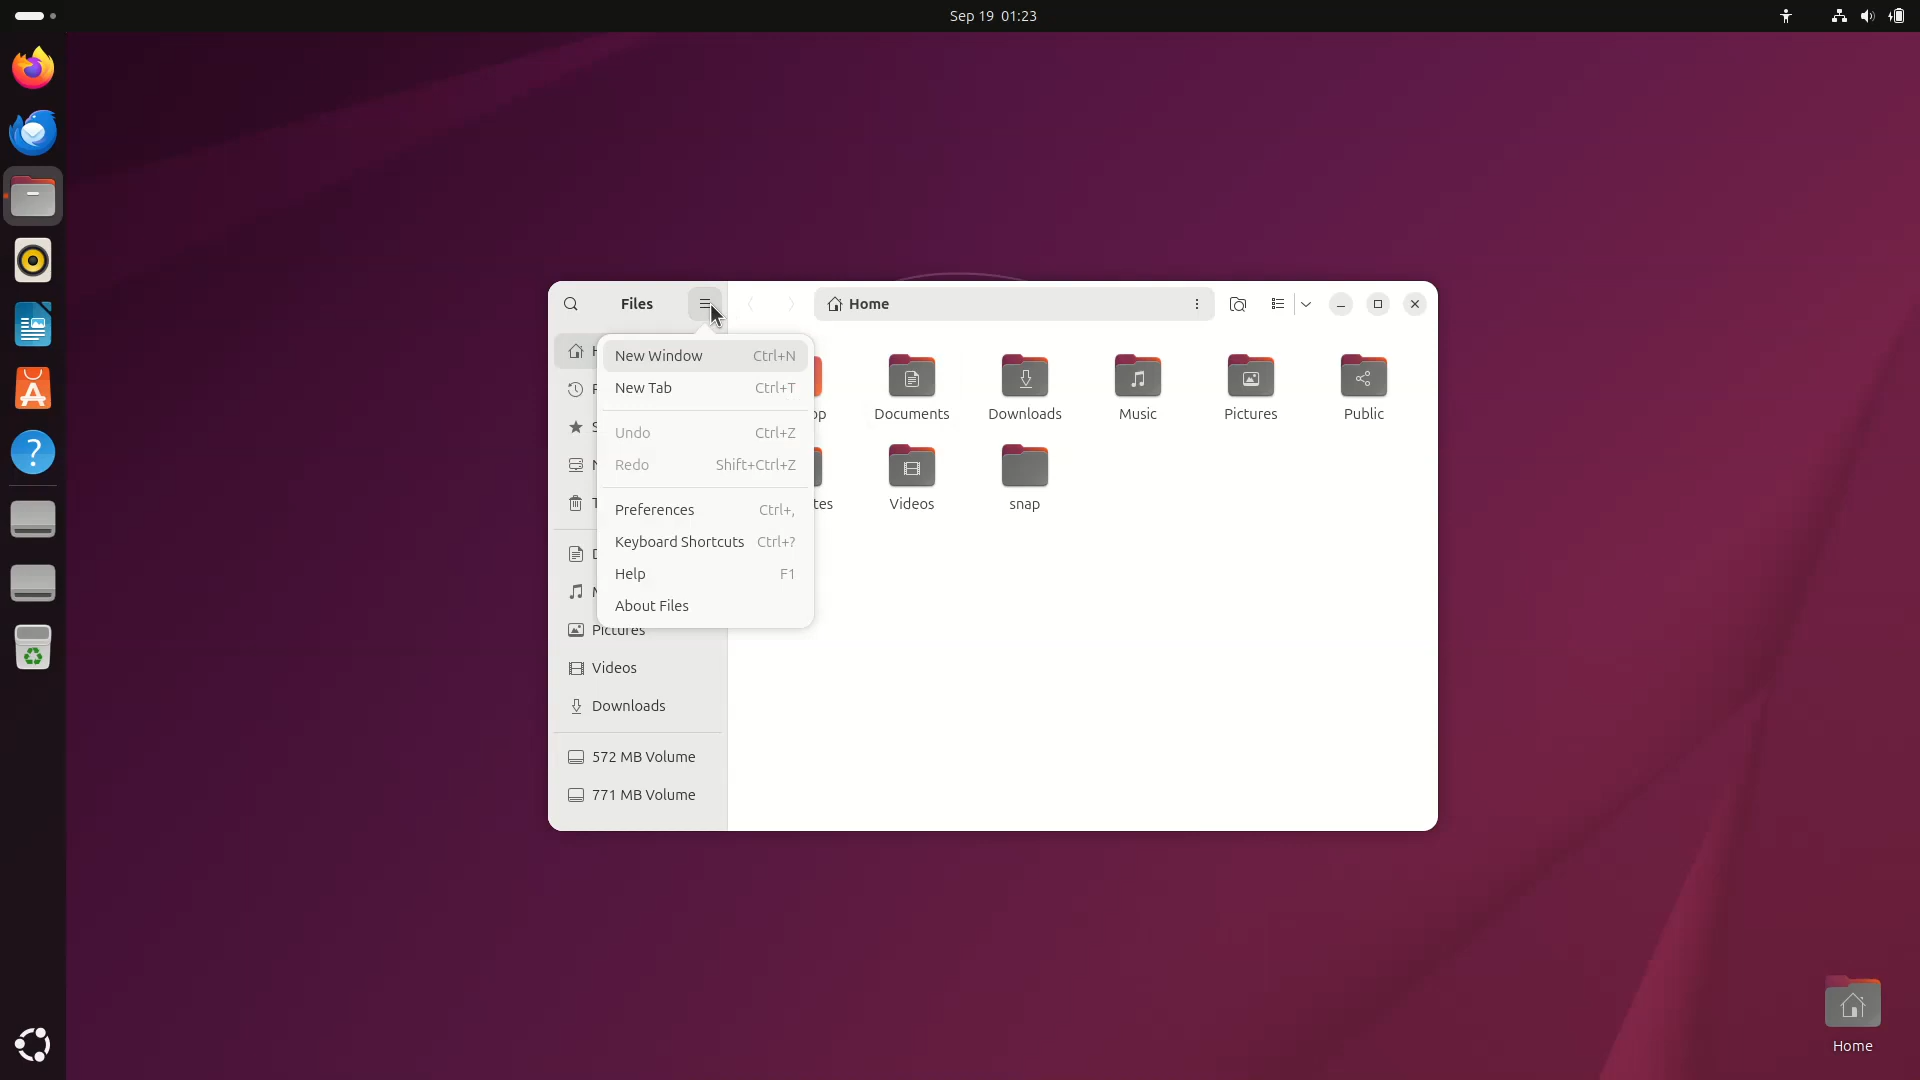 Sep 19 01:23
Files
Home
New Window Ctrl+N
New Tab Ctrl+T
Undo Ctrl+Z
Redo Shift+Ctrl+Z
Preferences Ctrl+,
Keyboard Shortcuts Ctrl+?
Help F1
About Files
Pictures
Videos
Downloads
572 MB Volume
771 MB Volume
Documents
Downloads
Music
Pictures
Public
Videos
snap
Home